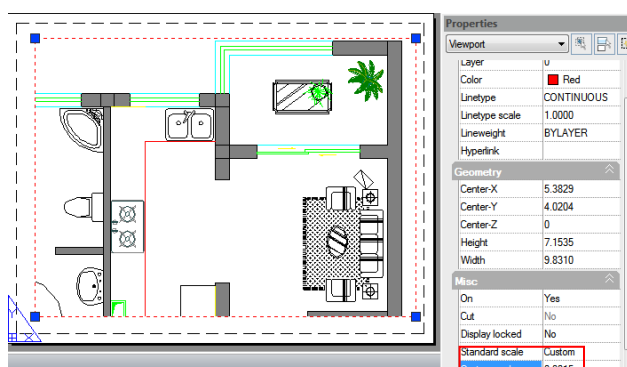 Properties
Viewport
Layer 0
Color Red
Linetype CONTINUOUS
Linetype scale 1.0000
Lineweight BYLAYER
Hyperlink
Geometry
Center-X 5.3829
Center-Y 4.0204
Center-Z 0
Height 7.1535
Width 9.8310
Misc
On Yes
Cut No
Display locked No
Standard scale Custom
X